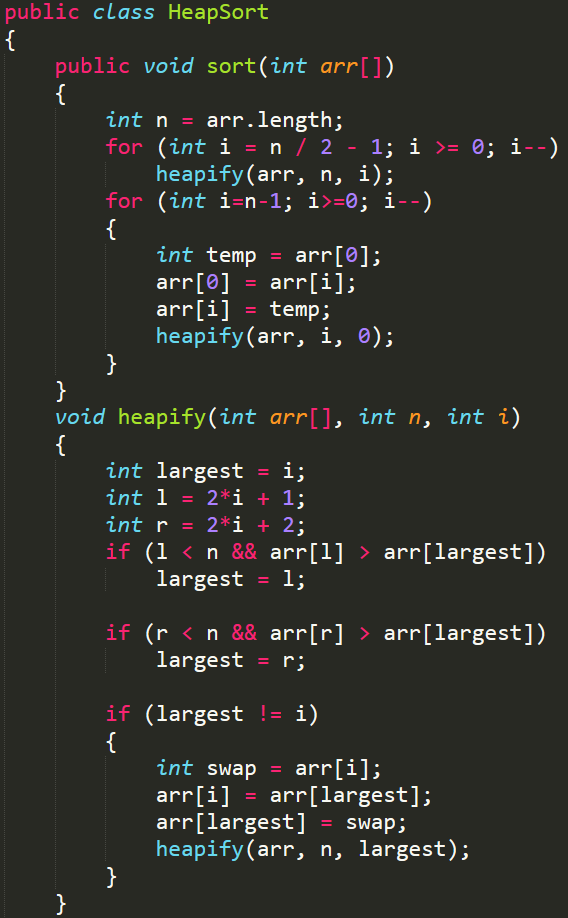 public class HeapSort
{
    public void sort(int arr[])
    {
        int n = arr.length;
        for (int i = n / 2 - 1; i >= 0; i--)
            heapify(arr, n, i);
        for (int i=n-1; i>=0; i--)
        {
            int temp = arr[0];
            arr[0] = arr[i];
            arr[i] = temp;
            heapify(arr, i, 0);
        }
    }
    void heapify(int arr[], int n, int i)
    {
        int largest = i;
        int l = 2*i + 1;
        int r = 2*i + 2;
        if (l < n && arr[l] > arr[largest])
            largest = l;

        if (r < n && arr[r] > arr[largest])
            largest = r;

        if (largest != i)
        {
            int swap = arr[i];
            arr[i] = arr[largest];
            arr[largest] = swap;
            heapify(arr, n, largest);
        }
    }